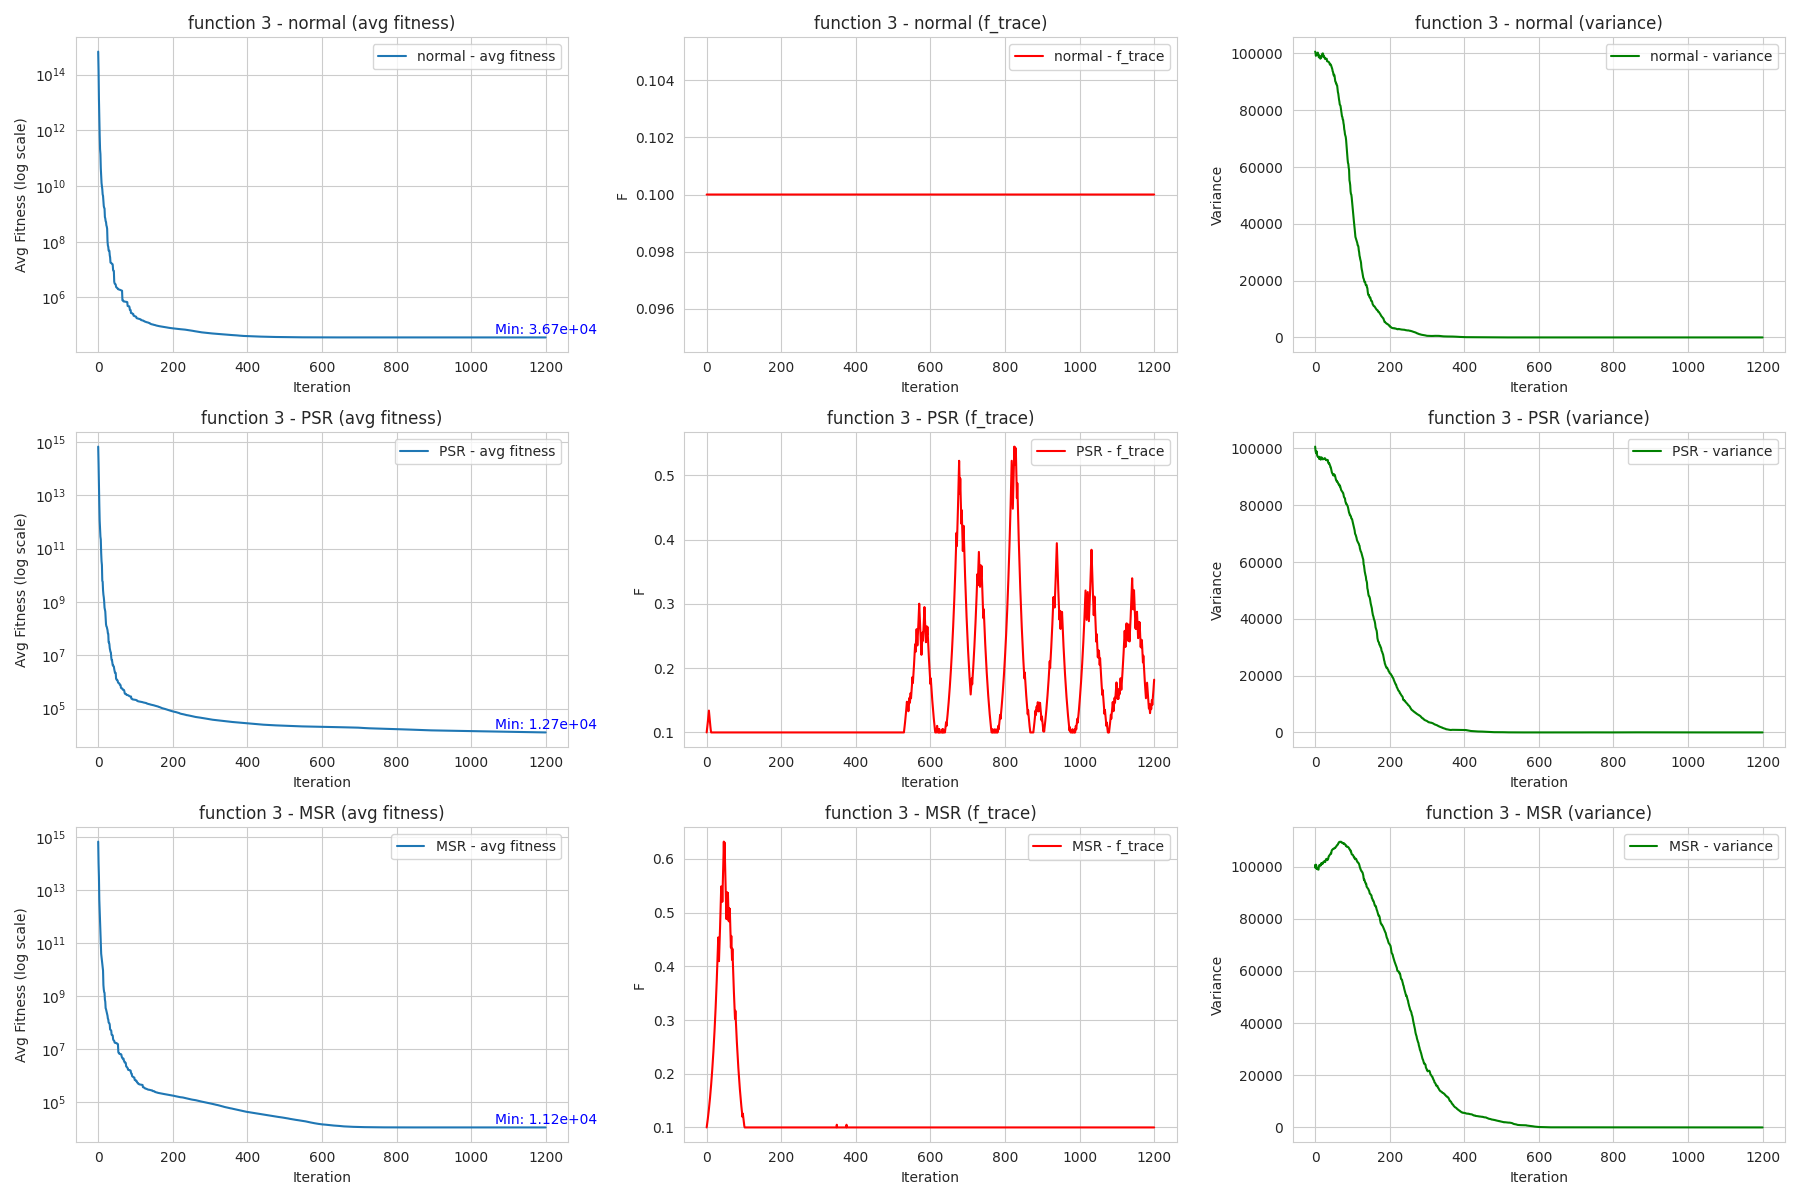 function 3 - normal (avg fitness)
normal - avg fitness
Avg Fitness (log scale)
10^14
10^12
10^10
10^8
10^6
Min: 3.67e+04
0 200 400 600 800 1000 1200
Iteration
function 3 - normal (f_trace)
normal - f_trace
F
0.104
0.102
0.100
0.098
0.096
0 200 400 600 800 1000 1200
Iteration
function 3 - normal (variance)
normal - variance
Variance
100000
80000
60000
40000
20000
0
0 200 400 600 800 1000 1200
Iteration
function 3 - PSR (avg fitness)
PSR - avg fitness
Avg Fitness (log scale)
10^15
10^13
10^11
10^9
10^7
10^5
Min: 1.27e+04
0 200 400 600 800 1000 1200
Iteration
function 3 - PSR (f_trace)
PSR - f_trace
F
0.5
0.4
0.3
0.2
0.1
0 200 400 600 800 1000 1200
Iteration
function 3 - PSR (variance)
PSR - variance
Variance
100000
80000
60000
40000
20000
0
0 200 400 600 800 1000 1200
Iteration
function 3 - MSR (avg fitness)
MSR - avg fitness
Avg Fitness (log scale)
10^15
10^13
10^11
10^9
10^7
10^5
Min: 1.12e+04
0 200 400 600 800 1000 1200
Iteration
function 3 - MSR (f_trace)
MSR - f_trace
F
0.6
0.5
0.4
0.3
0.2
0.1
0 200 400 600 800 1000 1200
Iteration
function 3 - MSR (variance)
MSR - variance
Variance
100000
80000
60000
40000
20000
0
0 200 400 600 800 1000 1200
Iteration